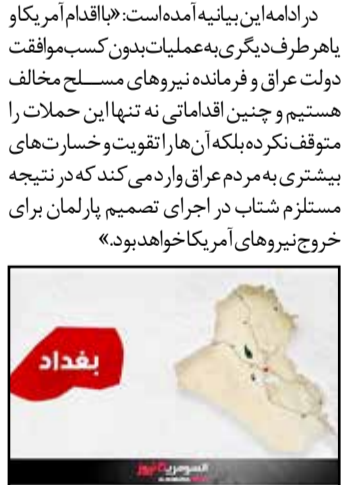 در ادامه این بیانیه آمده است: «با اقدام آمریکا و
یا هر طرف دیگری به عملیات بدون کسب موافقت
دولت عراق و فرمانده نیروهای مســلح مخالف
هستیم و چنین اقداماتی نه تنها این حملات را
متوقف نکرده بلکه آن ها را تقویت و خسارت های
بیشتری به مردم عراق وارد می کند که در نتیجه
مستلزم شتاب در اجرای تصمیم پارلمان برای
خروج نیروهای آمریکا خواهد بود.»
بغداد
السومرية نيوز